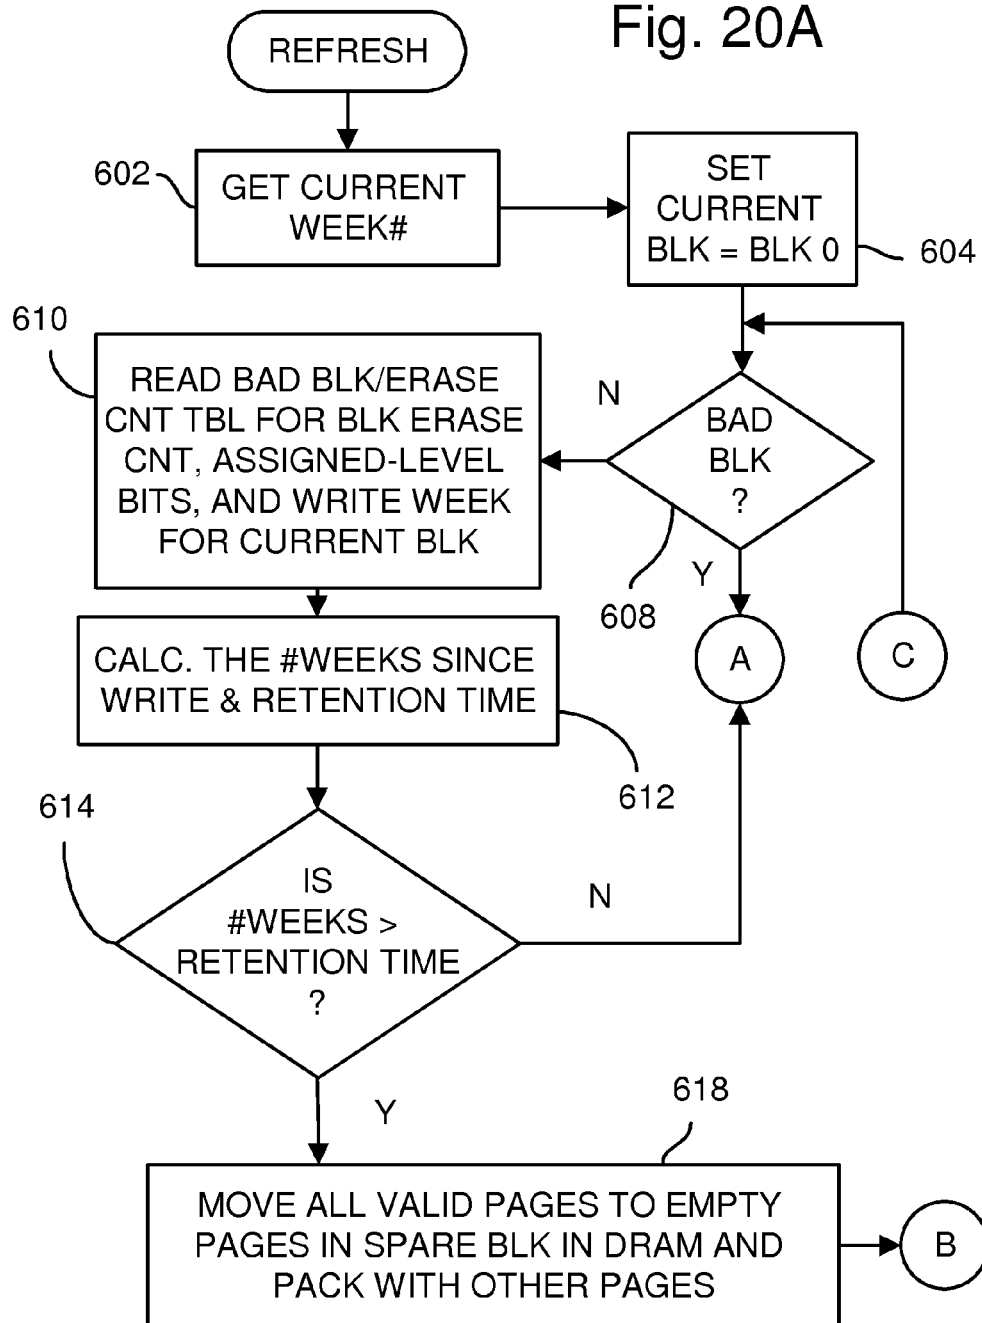 Fig. 20A
REFRESH
602
GET CURRENT
WEEK#
SET
CURRENT
BLK = BLK 0
604
610
READ BAD BLK/ERASE
CNT TBL FOR BLK ERASE
CNT, ASSIGNED-LEVEL
BITS, AND WRITE WEEK
FOR CURRENT BLK
N
BAD
BLK
?
Y
608
A
C
CALC. THE #WEEKS SINCE
WRITE & RETENTION TIME
612
614
IS
#WEEKS >
RETENTION TIME
?
N
Y
618
MOVE ALL VALID PAGES TO EMPTY
PAGES IN SPARE BLK IN DRAM AND
PACK WITH OTHER PAGES
B